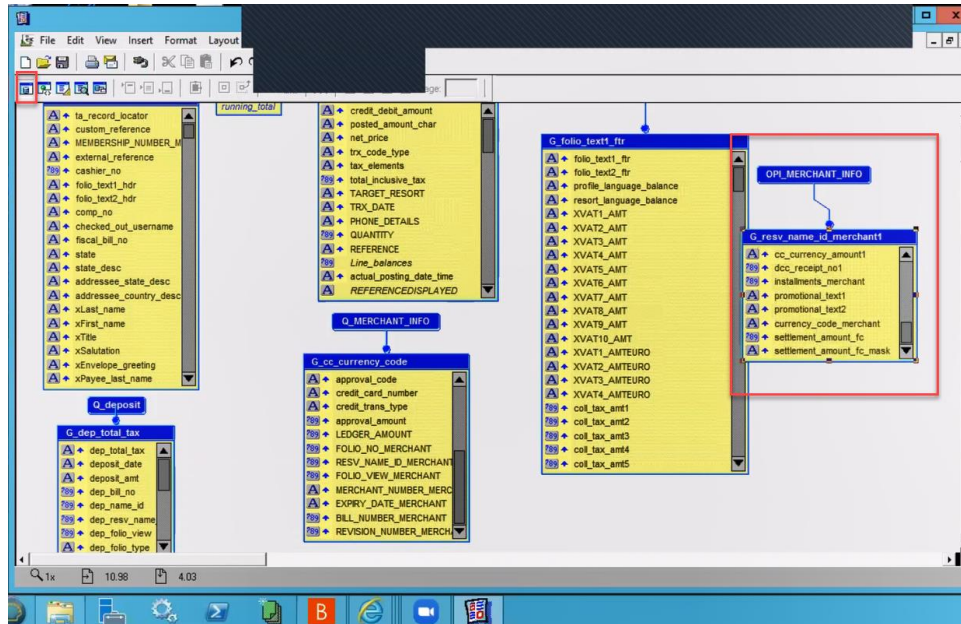 File Edit View Insert Format Layout
age:
ta_record_locator
custom_reference
MEMBERSHIP_NUMBER_M
external_reference
cashier_no
folio_text1_hdr
folio_text2_hdr
comp_no
checked_out_username
fiscal_bill_no
state
state_desc
addressee_state_desc
addressee_country_desc
xLast_name
xFirst_name
xTitle
xSalutation
xEnvelope_greeting
xPayee_last_name
Q_deposit
G_dep_total_tax
dep_total_tax
deposit_date
deposit_amt
dep_bill_no
dep_name_id
dep_resv_name
dep_folio_view
dep_folio_type
running_total
credit_debit_amount
posted_amount_char
net_price
trx_code_type
tax_elements
total_inclusive_tax
TARGET_RESORT
TRX_DATE
PHONE_DETAILS
QUANTITY
REFERENCE
Line_balances
actual_posting_date_time
REFERENCEDISPLAYED
Q_MERCHANT_INFO
G_cc_currency_code
approval_code
credit_card_number
credit_trans_type
approval_amount
LEDGER_AMOUNT
FOLIO_NO_MERCHANT
RESV_NAME_ID_MERCHANT
FOLIO_VIEW_MERCHANT
MERCHANT_NUMBER_MERC
EXPIRY_DATE_MERCHANT
BILL_NUMBER_MERCHANT
REVISION_NUMBER_MERCH
G_folio_text1_ftr
folio_text1_ftr
folio_text2_ftr
profile_language_balance
resort_language_balance
XVAT1_AMT
XVAT2_AMT
XVAT3_AMT
XVAT4_AMT
XVAT5_AMT
XVAT6_AMT
XVAT7_AMT
XVAT8_AMT
XVAT9_AMT
XVAT10_AMT
XVAT1_AMTEURO
XVAT2_AMTEURO
XVAT3_AMTEURO
XVAT4_AMTEURO
coll_tax_amt1
coll_tax_amt2
coll_tax_amt3
coll_tax_amt4
coll_tax_amt5
OPI_MERCHANT_INFO
G_resv_name_id_merchant1
cc_currency_amount1
dcc_receipt_no1
installments_merchant
promotional_text1
promotional_text2
currency_code_merchant
settlement_amount_fc
settlement_amount_fc_mask
1x 10.98 4.03
B